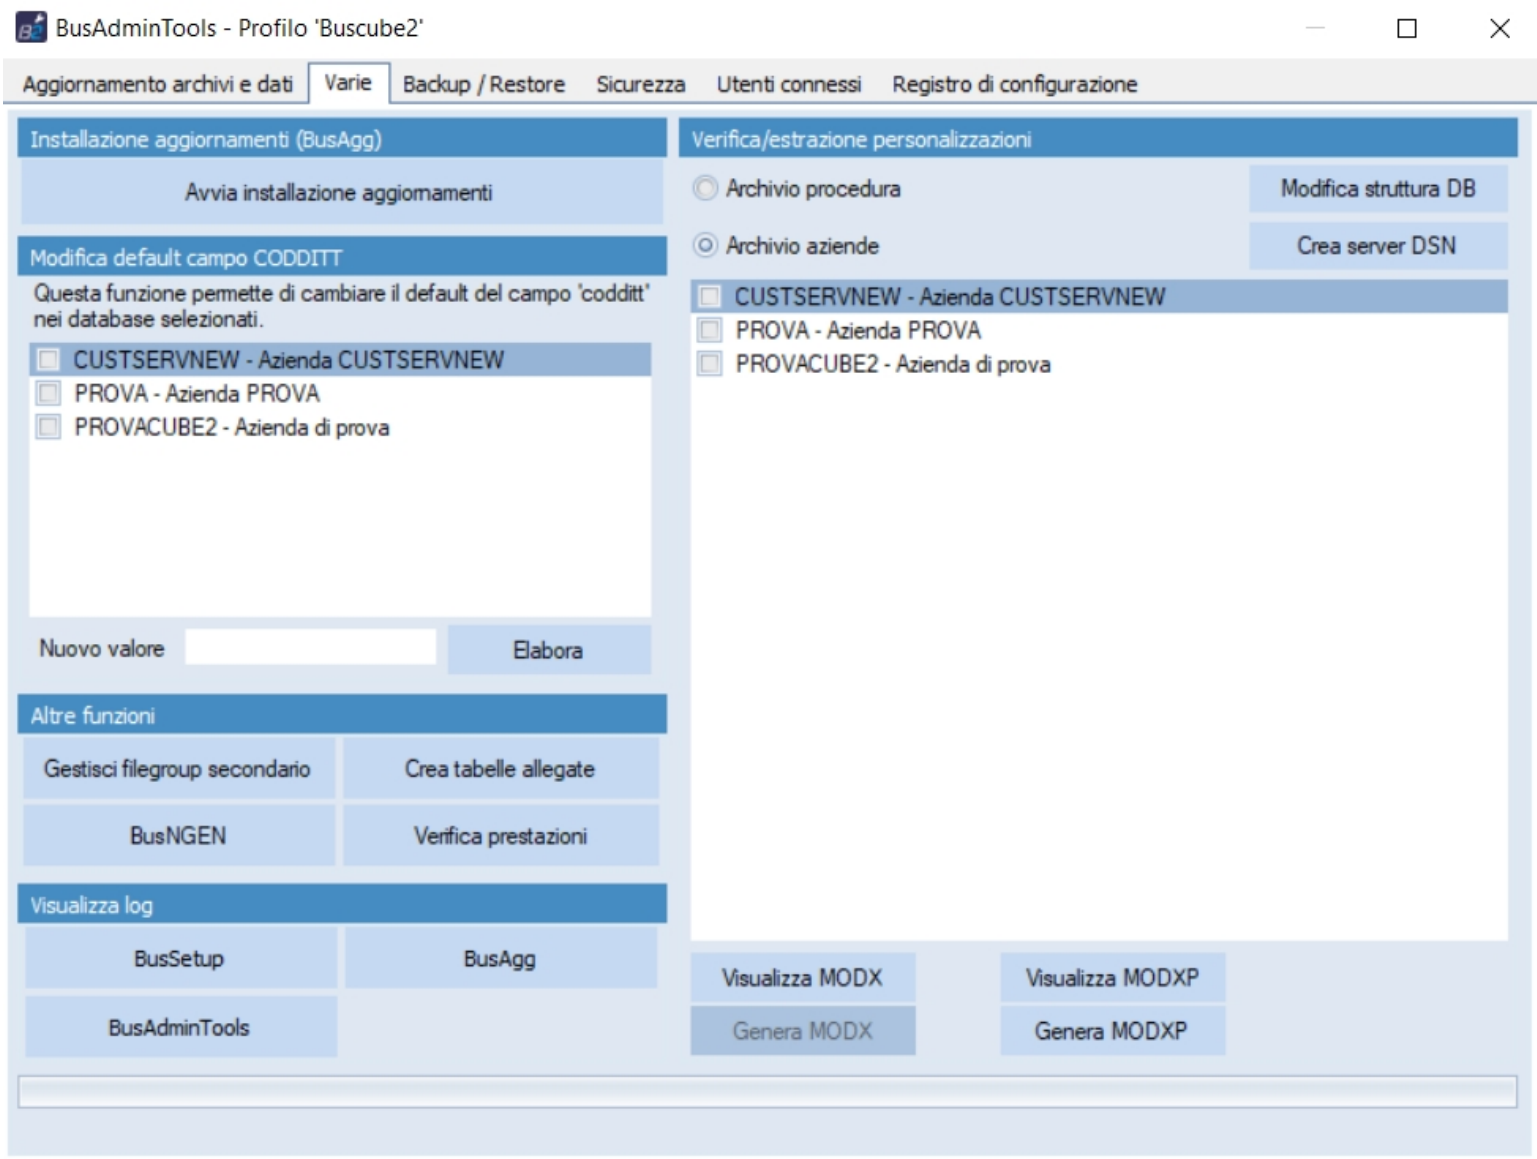 BusAdminTools - Profilo 'Buscube2'
Aggiornamento archivi e dati Varie Backup / Restore Sicurezza Utenti connessi Registro di configurazione
Installazione aggiornamenti (BusAgg)
Avvia installazione aggiornamenti
Modifica default campo CODDITT
Questa funzione permette di cambiare il default del campo 'codditt'
nei database selezionati.
CUSTSERVNEW - Azienda CUSTSERVNEW
PROVA - Azienda PROVA
PROVACUBE2 - Azienda di prova
Nuovo valore Elabora
Altre funzioni
Gestisci filegroup secondario Crea tabelle allegate
BusNGEN Verifica prestazioni
Visualizza log
BusSetup BusAgg
BusAdminTools
Verifica/estrazione personalizzazioni
Archivio procedura Modifica struttura DB
Archivio aziende Crea server DSN
CUSTSERVNEW - Azienda CUSTSERVNEW
PROVA - Azienda PROVA
PROVACUBE2 - Azienda di prova
Visualizza MODX Visualizza MODXP
Genera MODX Genera MODXP